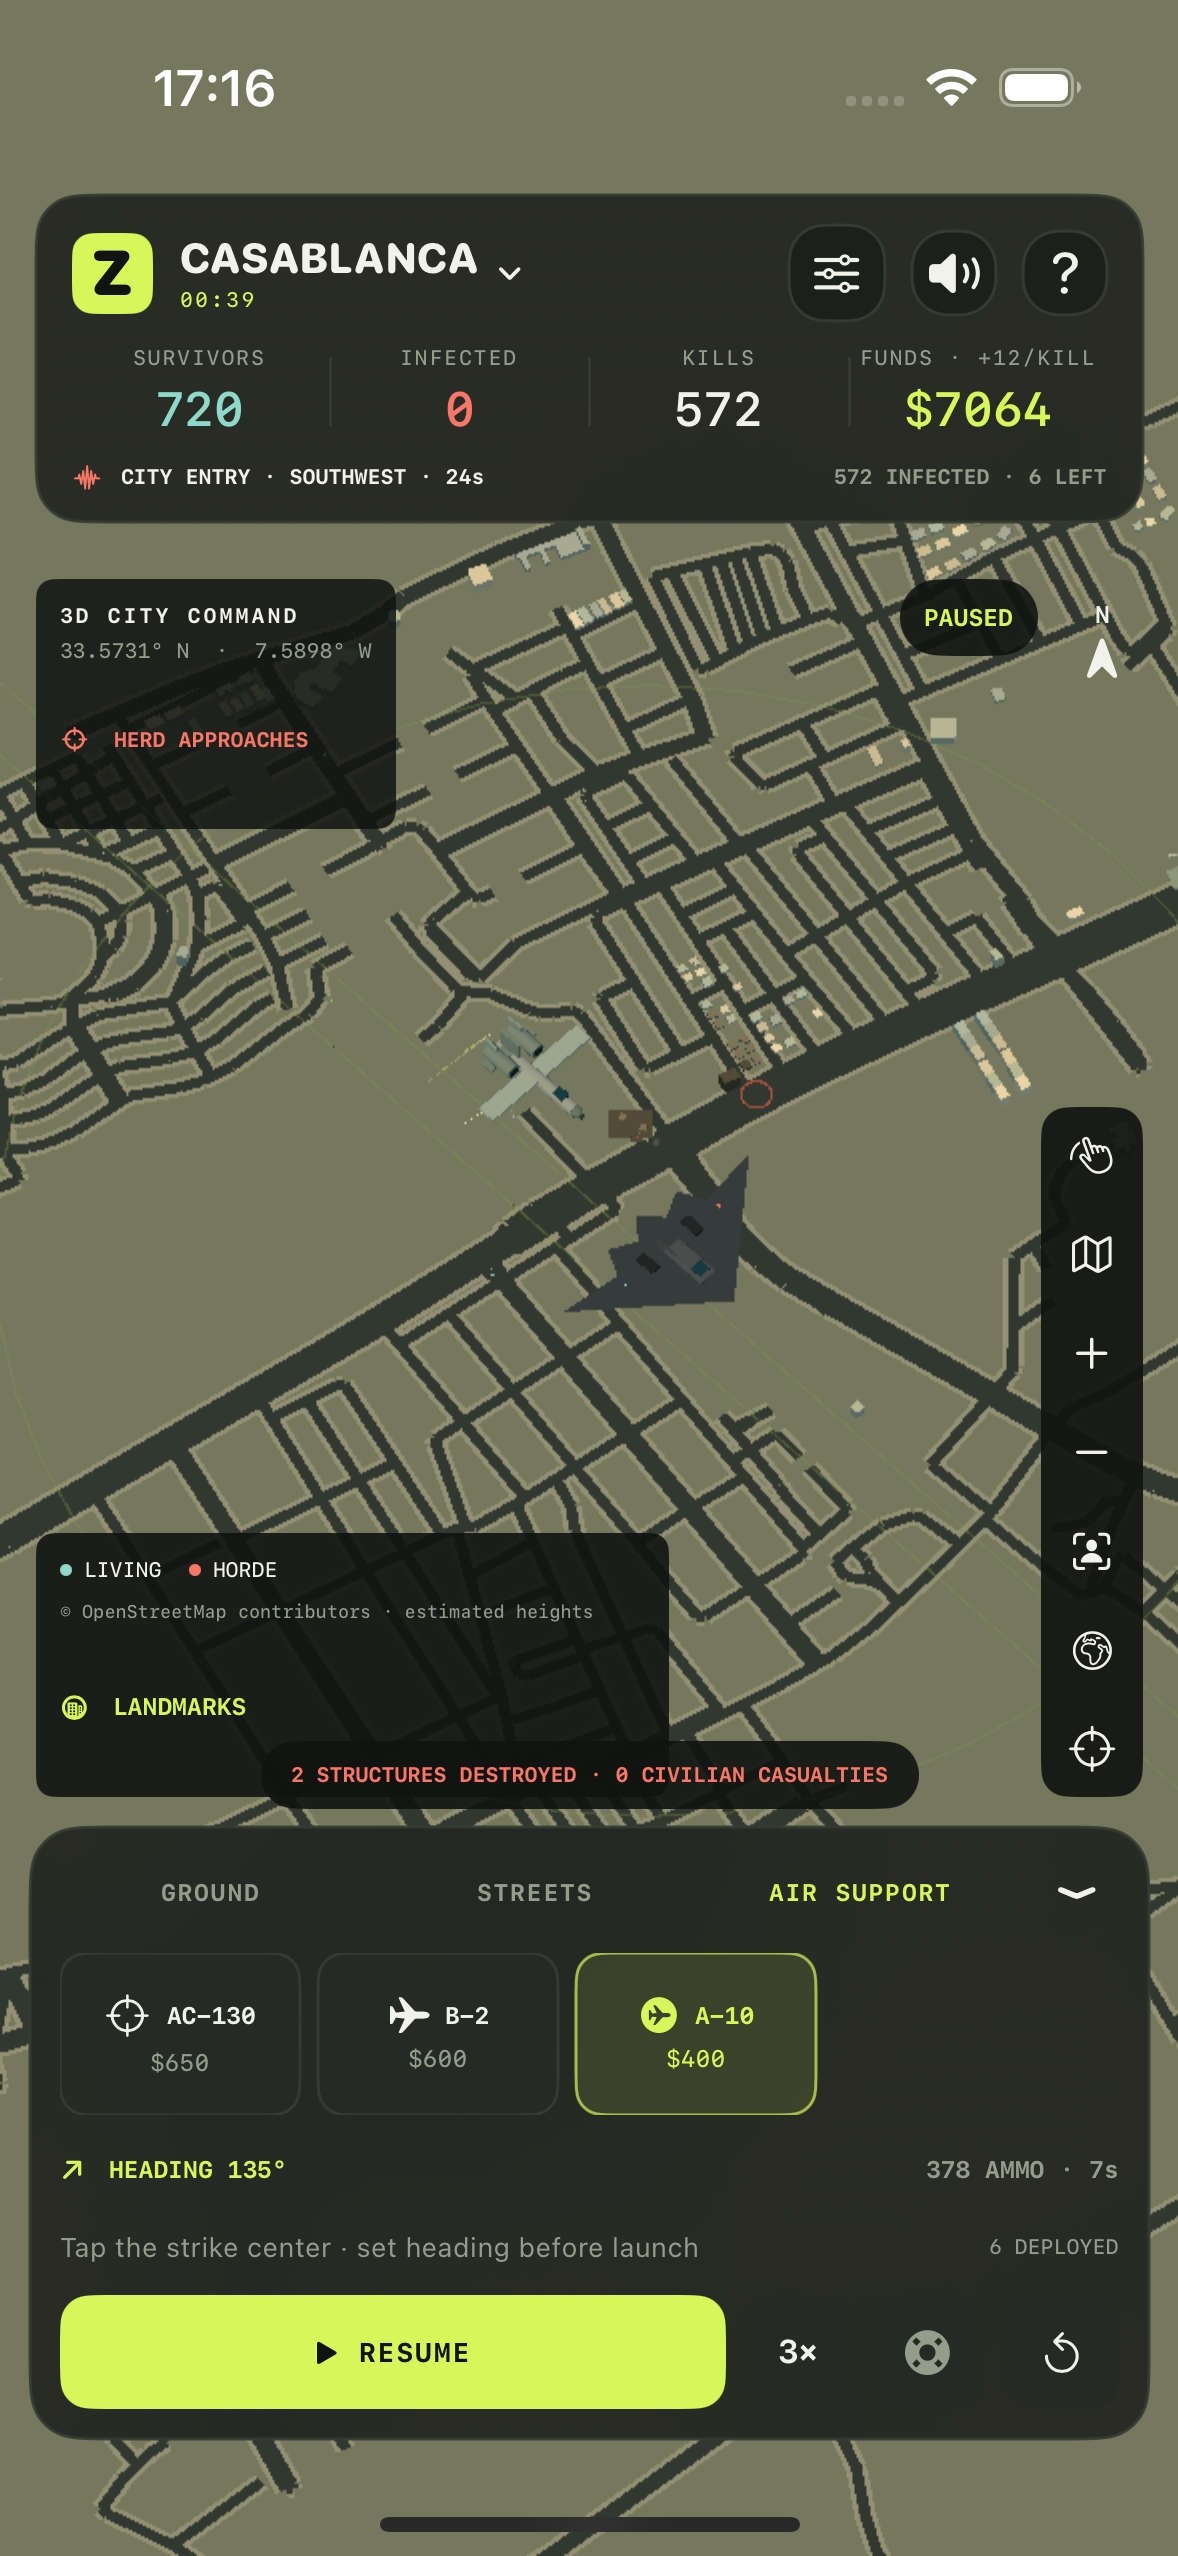 17:16
Z
CASABLANCA
00:39
SURVIVORS
720
INFECTED
0
KILLS
572
FUNDS · +12/KILL
$7064
CITY ENTRY · SOUTHWEST · 24s
572 INFECTED · 6 LEFT
3D CITY COMMAND
33.5731° N · 7.5898° W
HERD APPROACHES
PAUSED
N
LIVING
HORDE
© OpenStreetMap contributors · estimated heights
LANDMARKS
2 STRUCTURES DESTROYED · 0 CIVILIAN CASUALTIES
GROUND
STREETS
AIR SUPPORT
AC-130
$650
B-2
$600
A-10
$400
HEADING 135°
378 AMMO · 7s
Tap the strike center · set heading before launch
6 DEPLOYED
RESUME
3×